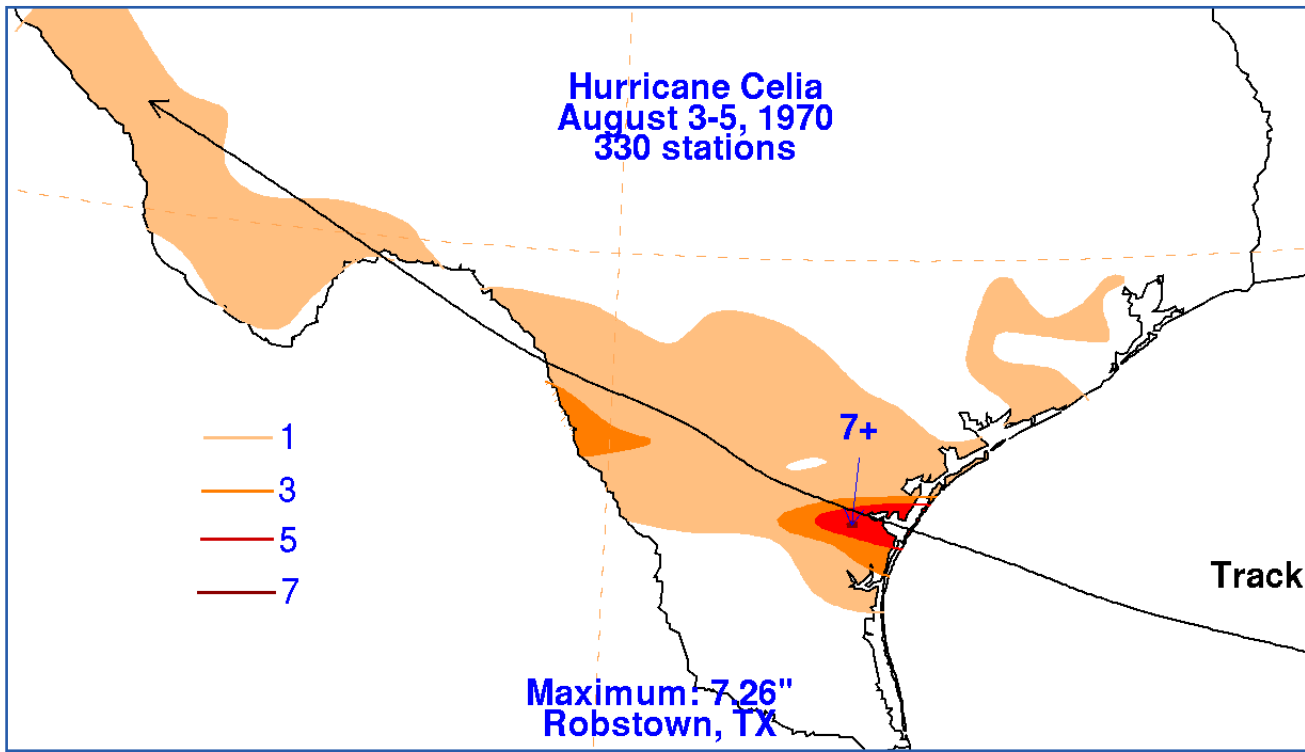 Hurricane Celia
August 3-5, 1970
330 stations
7+
1
3
5
7
Track
Maximum: 7.26"
Robstown, TX